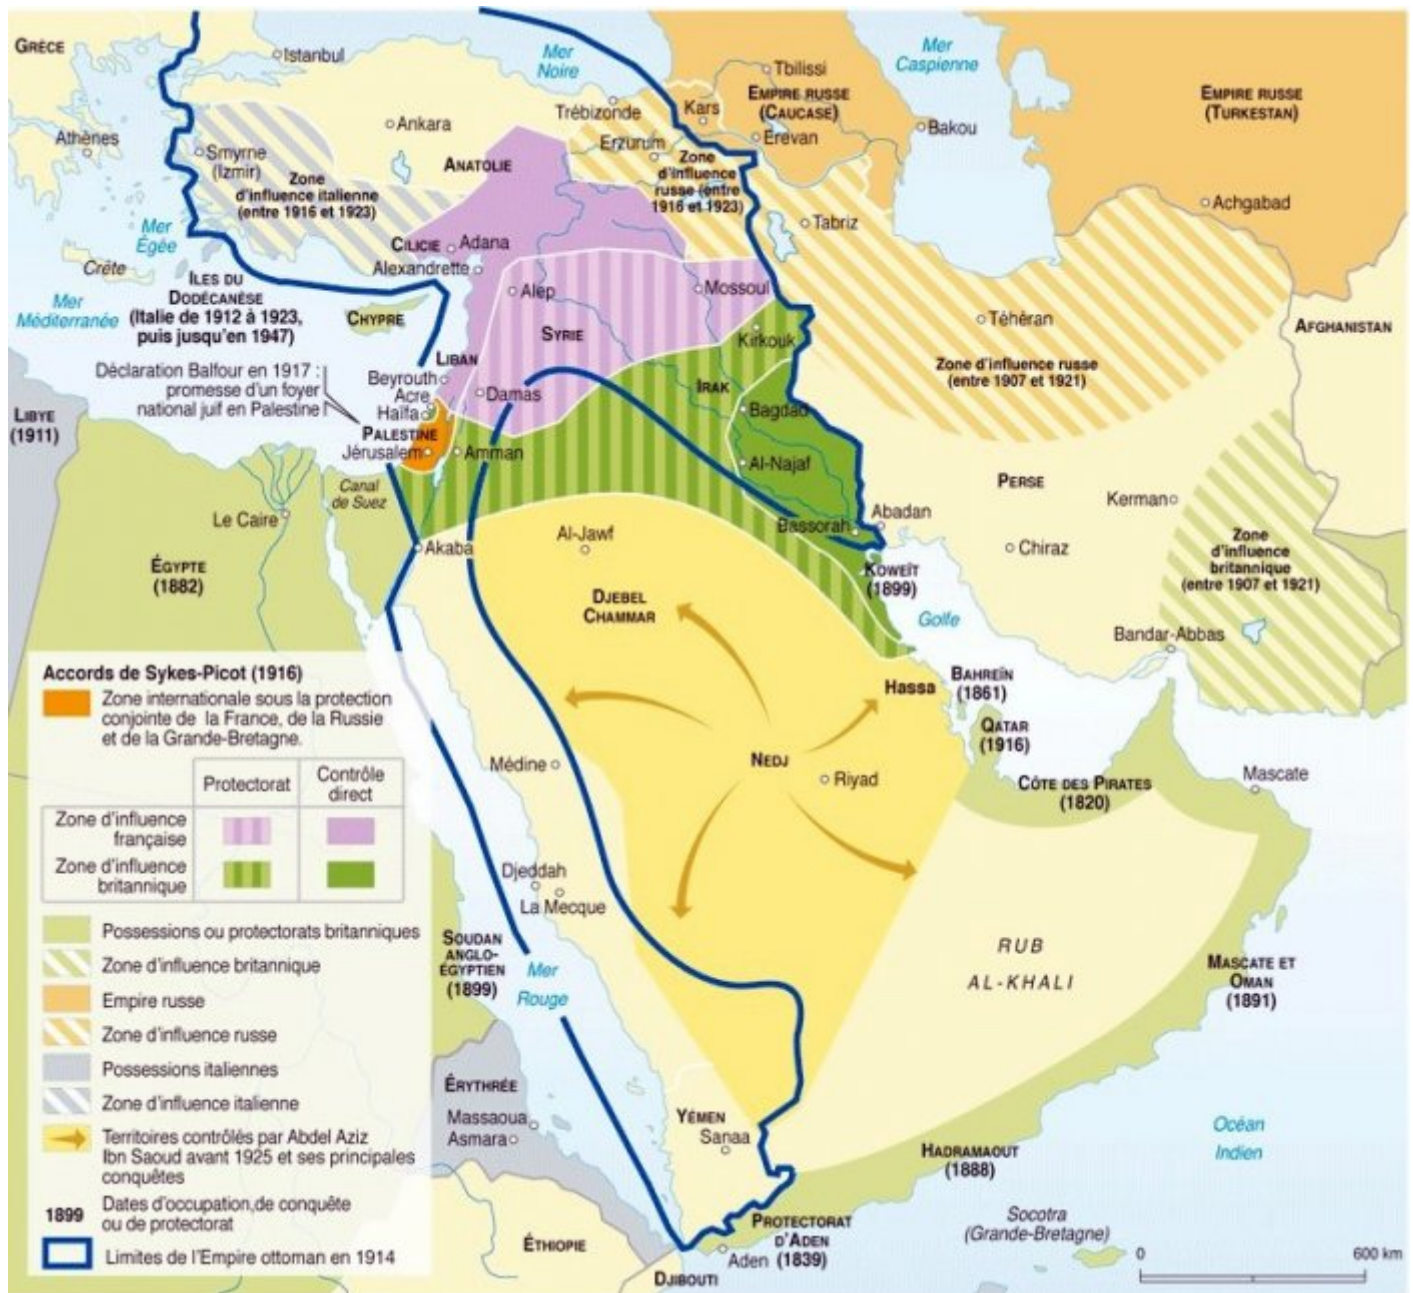 GRÈCE
Istanbul
Mer
Noire
Mer
Caspienne
Tbilissi
EMPIRE RUSSE
(CAUCASE)
EMPIRE RUSSE
(TURKESTAN)
Trébizonde
Kars
Athènes
Ankara
Erevan
Bakou
Erzurum
Smyrne
(Izmir)
ANATOLIE
Zone
d'influence
russe (entre
1916 et 1923)
Zone
d'influence italienne
(entre 1916 et 1923)
Achgabad
Tabriz
Mer
Égée
CILICIE
Adana
Alexandrette
Crête
ILES DU
DODÉCANÈSE
(Italie de 1912 à 1923,
puis jusqu'en 1947)
Mer
Méditerranée
Alep
Mossoul
CHYPRE
SYRIE
Kirkouk
Téhéran
AFGHANISTAN
Zone d'influence russe
(entre 1907 et 1921)
LIBAN
Déclaration Balfour en 1917 :
promesse d'un foyer
national juif en Palestine
Beyrouth
Acre
Haïfa
Damas
IRAK
Bagdad
LIBYE
(1911)
PALESTINE
Jérusalem
Amman
Al-Najaf
PERSE
Canal
de Suez
Kerman
Le Caire
Bassorah
Abadan
Al-Jawf
Akaba
Chiraz
Zone
d'influence
britannique
(entre 1907 et 1921)
ÉGYPTE
(1882)
KOWEÏT
(1899)
DJEBEL
CHAMMAR
Golfe
Bandar-Abbas
Hassa
BAHREÏN
(1861)
QATAR
(1916)
NEDJ
Médine
Riyad
CÔTE DES PIRATES
(1820)
Mascate
Djeddah
La Mecque
SOUDAN
ANGLO-
ÉGYPTIEN
(1899)
Mer
Rouge
RUB
AL-KHALI
MASCATE ET
OMAN
(1891)
ÉRYTHRÉE
Massaoua
Asmara
YÉMEN
Sanaa
HADRAMAOUT
(1888)
Océan
Indien
PROTECTORAT
D'ADEN
(1839)
Aden
Socotra
(Grande-Bretagne)
ÉTHIOPIE
DJIBOUTI
0
600 km
Accords de Sykes-Picot (1916)
Zone internationale sous la protection
conjointe de la France, de la Russie
et de la Grande-Bretagne.
Protectorat
Contrôle
direct
Zone d'influence
française
Zone d'influence
britannique
Possessions ou protectorats britanniques
Zone d'influence britannique
Empire russe
Zone d'influence russe
Possessions italiennes
Zone d'influence italienne
Territoires contrôlés par Abdel Aziz
Ibn Saoud avant 1925 et ses principales
conquêtes
1899
Dates d'occupation,de conquête
ou de protectorat
Limites de l'Empire ottoman en 1914